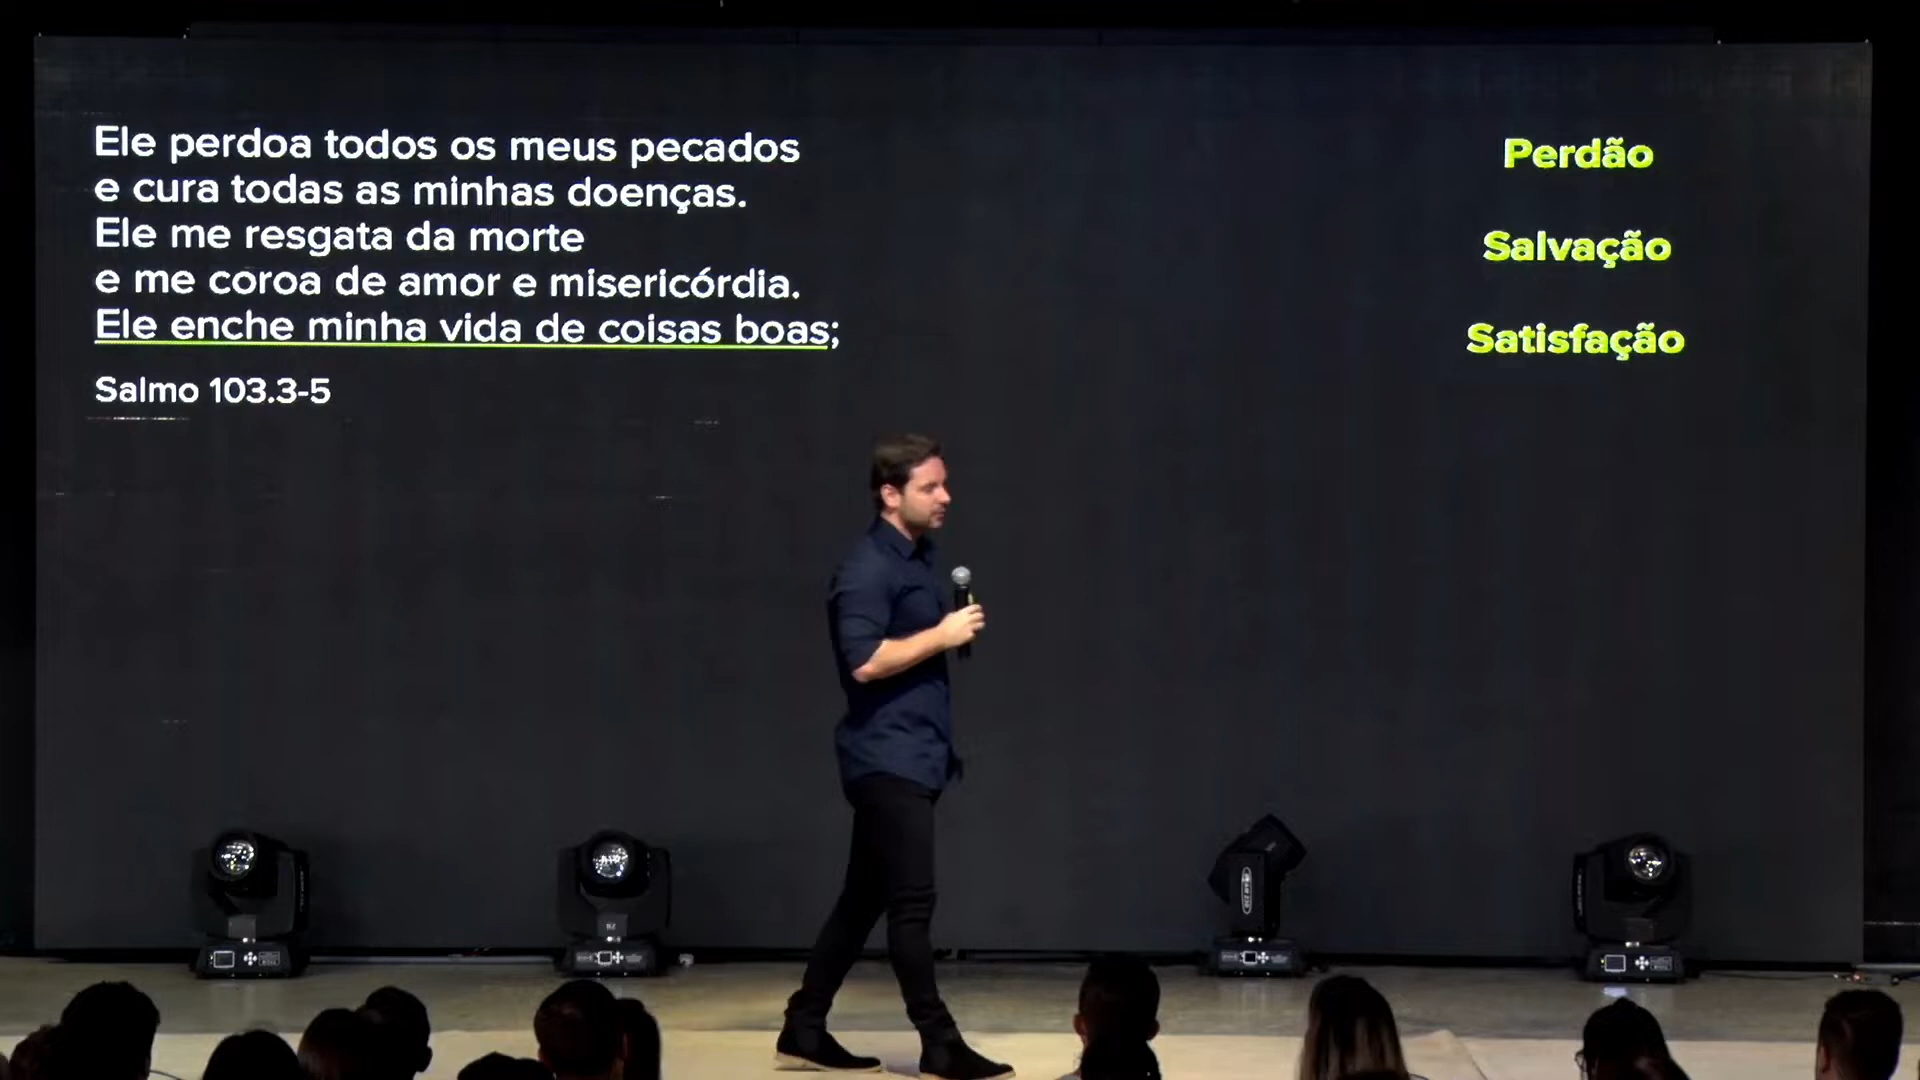 Ele perdoa todos os meus pecados
e cura todas as minhas doenças.
Ele me resgata da morte
e me coroa de amor e misericórdia.
Ele enche minha vida de coisas boas;
Salmo 103.3-5
Perdão
Salvação
Satisfação